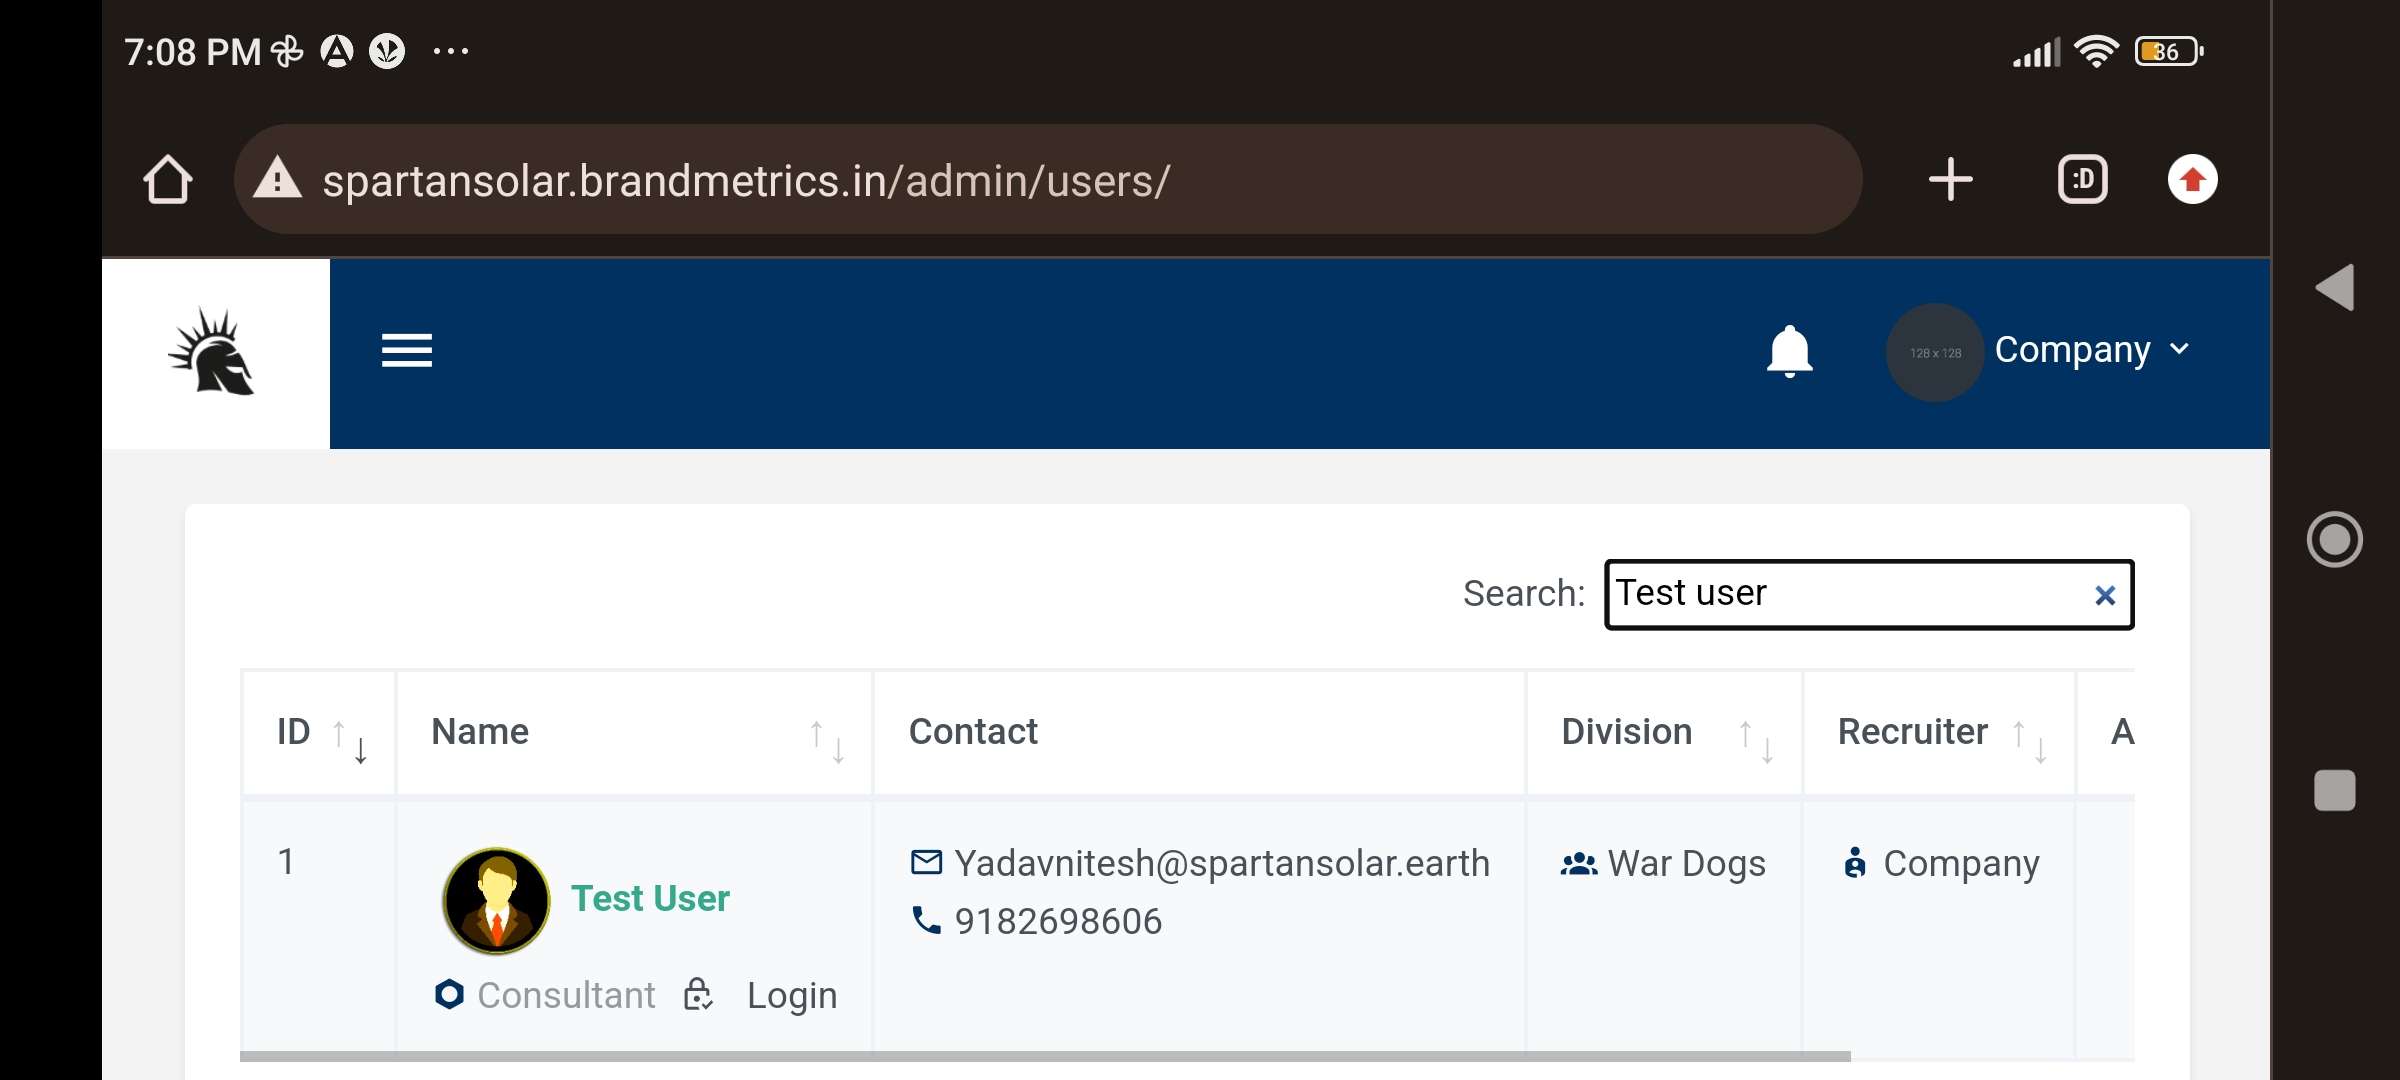 7:08 PM ... 36
spartansolar.brandmetrics.in/admin/users/ :D
128 x 128 Company
Search: Test user
ID Name Contact Division Recruiter A
1 Test User Yadavnitesh@spartansolar.earth War Dogs Company
9182698606
Consultant Login